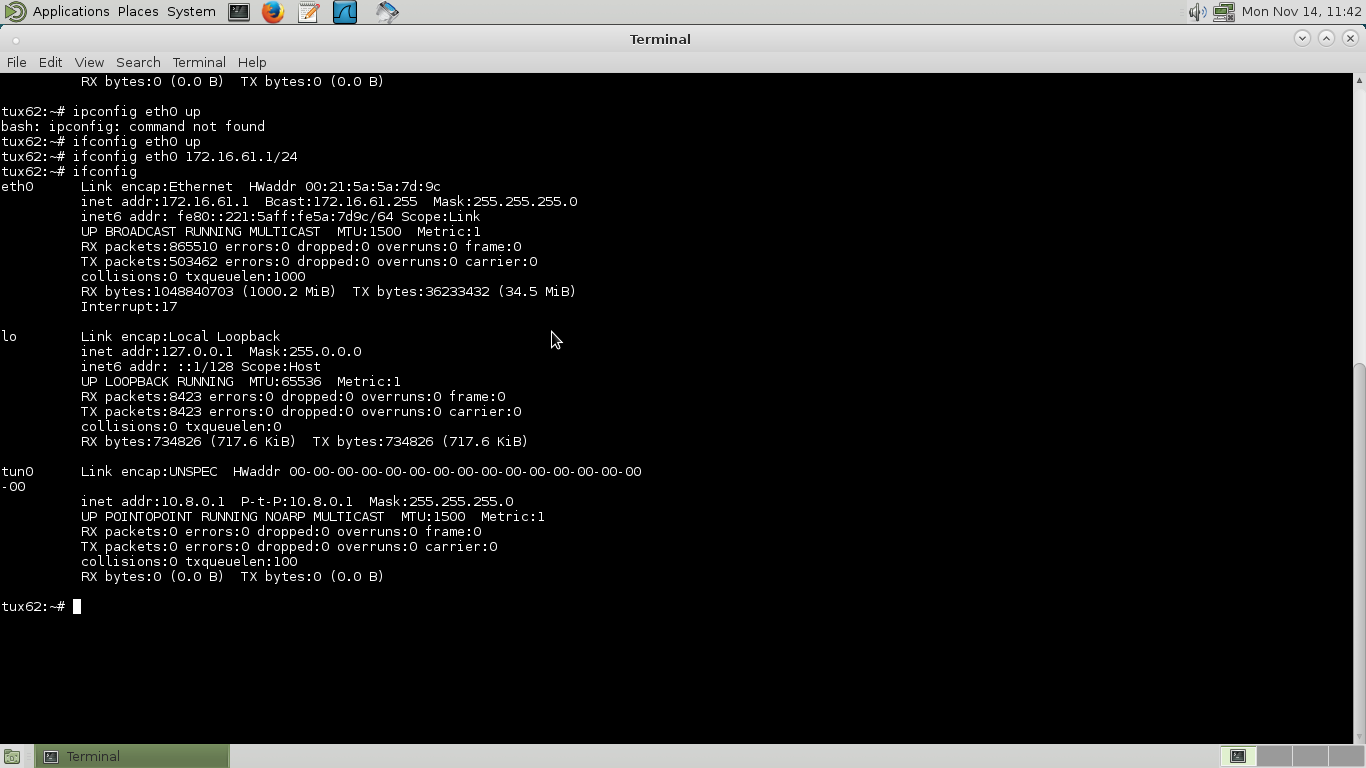 Applications Places System
Mon Nov 14, 11:42
Terminal
File Edit View Search Terminal Help
RX bytes:0 (0.0 B)  TX bytes:0 (0.0 B)
tux62:~# ipconfig eth0 up
bash: ipconfig: command not found
tux62:~# ifconfig eth0 up
tux62:~# ifconfig eth0 172.16.61.1/24
tux62:~# ifconfig
eth0      Link encap:Ethernet  HWaddr 00:21:5a:5a:7d:9c
          inet addr:172.16.61.1  Bcast:172.16.61.255  Mask:255.255.255.0
          inet6 addr: fe80::221:5aff:fe5a:7d9c/64 Scope:Link
          UP BROADCAST RUNNING MULTICAST  MTU:1500  Metric:1
          RX packets:865510 errors:0 dropped:0 overruns:0 frame:0
          TX packets:503462 errors:0 dropped:0 overruns:0 carrier:0
          collisions:0 txqueuelen:1000
          RX bytes:1048840703 (1000.2 MiB)  TX bytes:36233432 (34.5 MiB)
          Interrupt:17
lo        Link encap:Local Loopback
          inet addr:127.0.0.1  Mask:255.0.0.0
          inet6 addr: ::1/128 Scope:Host
          UP LOOPBACK RUNNING  MTU:65536  Metric:1
          RX packets:8423 errors:0 dropped:0 overruns:0 frame:0
          TX packets:8423 errors:0 dropped:0 overruns:0 carrier:0
          collisions:0 txqueuelen:0
          RX bytes:734826 (717.6 KiB)  TX bytes:734826 (717.6 KiB)
tun0      Link encap:UNSPEC  HWaddr 00-00-00-00-00-00-00-00-00-00-00-00-00-00-00
-00
          inet addr:10.8.0.1  P-t-P:10.8.0.1  Mask:255.255.255.0
          UP POINTOPOINT RUNNING NOARP MULTICAST  MTU:1500  Metric:1
          RX packets:0 errors:0 dropped:0 overruns:0 frame:0
          TX packets:0 errors:0 dropped:0 overruns:0 carrier:0
          collisions:0 txqueuelen:100
          RX bytes:0 (0.0 B)  TX bytes:0 (0.0 B)
tux62:~#
Terminal